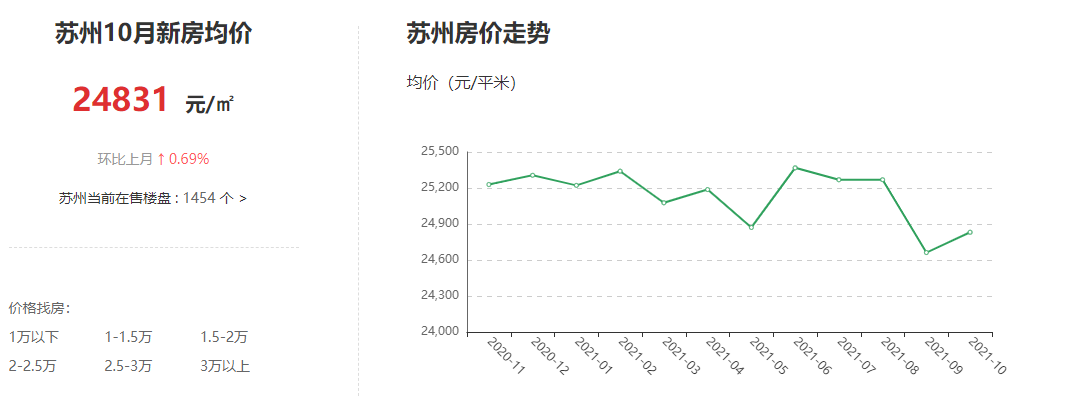 苏州10月新房均价
24831 元/㎡
环比上月↑0.69%
苏州当前在售楼盘 : 1454 个 >
价格找房：
1万以下 1-1.5万 1.5-2万
2-2.5万 2.5-3万 3万以上
苏州房价走势
均价（元/平米）
25,500
25,200
24,900
24,600
24,300
24,000
2020-11
2020-12
2021-01
2021-02
2021-03
2021-04
2021-05
2021-06
2021-07
2021-08
2021-09
2021-10